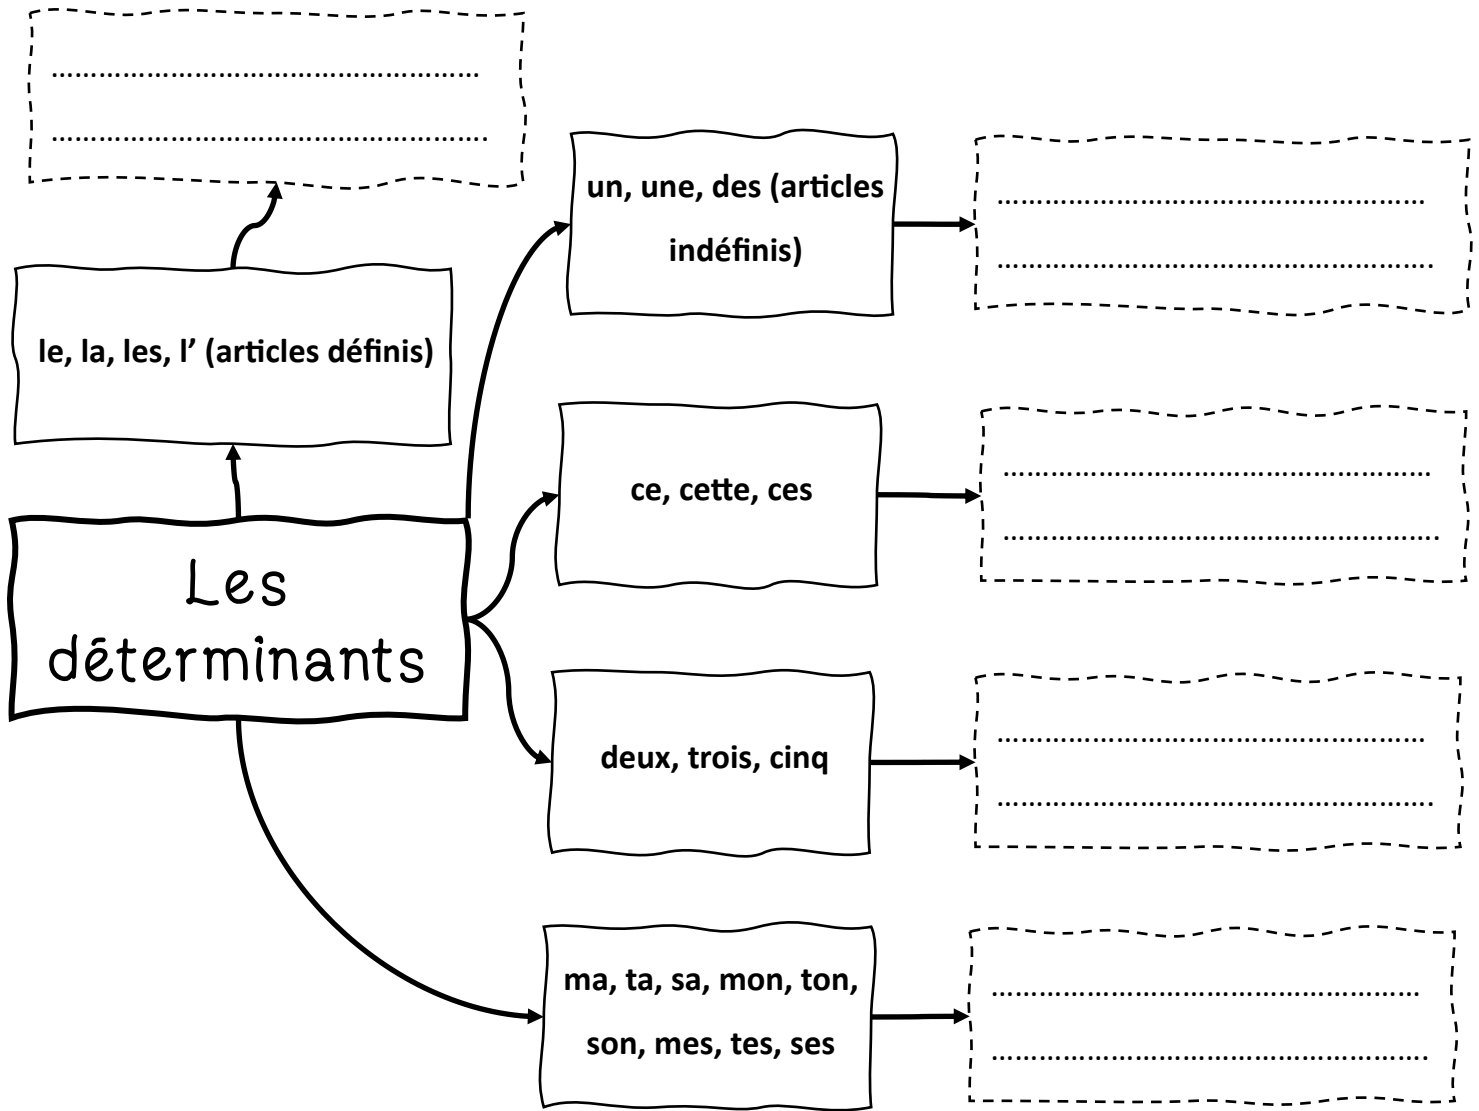 le, la, les, l’ (articles définis)
Les
déterminants
un, une, des (articles
indéfinis)
ce, cette, ces
deux, trois, cinq
ma, ta, sa, mon, ton,
son, mes, tes, ses